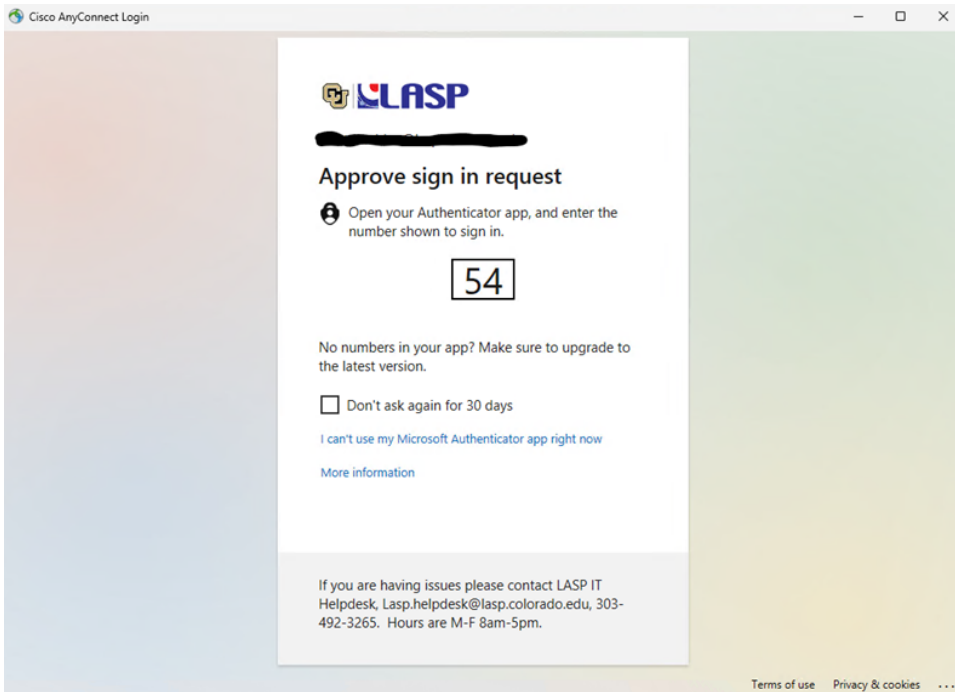 Cisco AnyConnect Login
CU LASP
Approve sign in request
Open your Authenticator app, and enter the
number shown to sign in.
54
No numbers in your app? Make sure to upgrade to
the latest version.
Don't ask again for 30 days
I can't use my Microsoft Authenticator app right now
More information
If you are having issues please contact LASP IT
Helpdesk, Lasp.helpdesk@lasp.colorado.edu, 303-
492-3265. Hours are M-F 8am-5pm.
Terms of use Privacy & cookies ...